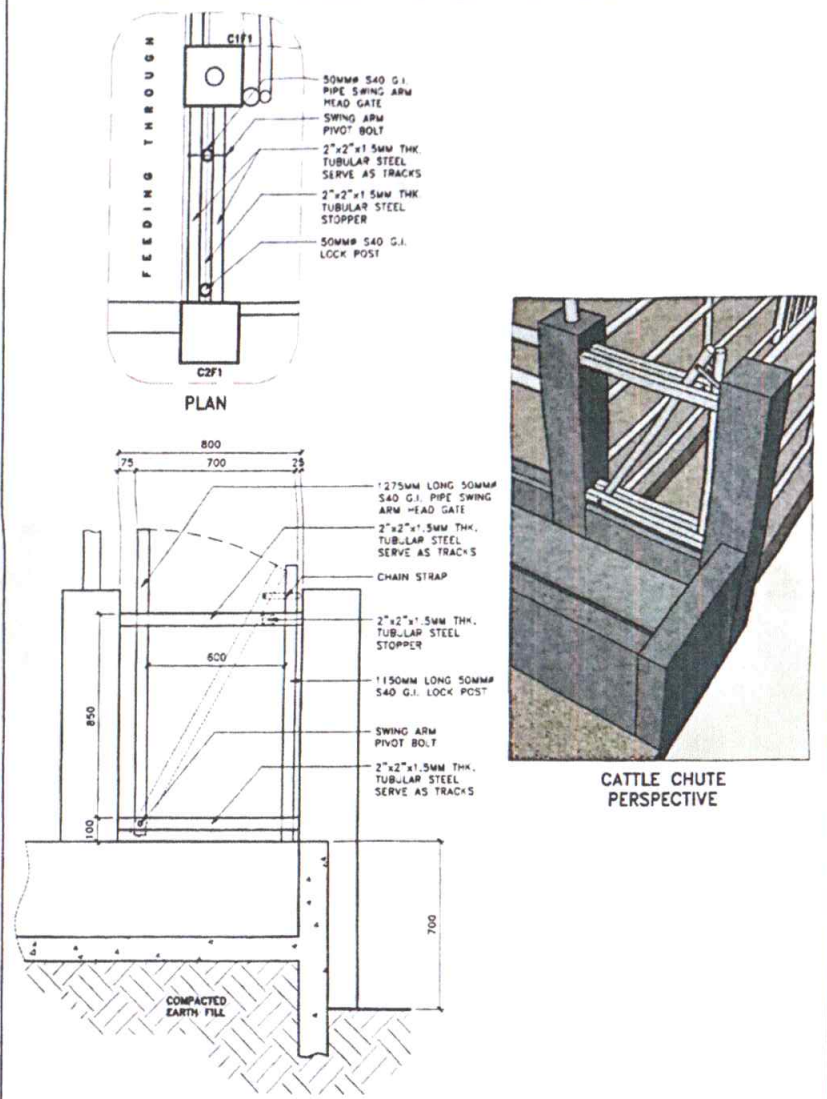 C1F1
FEEDING THROUGH
50MMØ S40 G.I.
PIPE SWING ARM
HEAD GATE
SWING ARM
PIVOT BOLT
2"x2"x1.5MM THK.
TUBULAR STEEL
SERVE AS TRACKS
2"x2"x1.5MM THK
TUBULAR STEEL
STOPPER
50MMØ S40 G.I.
LOCK POST
C2F1
PLAN
800
75 700 25
1275MM LONG 50MMØ
S40 G.I. PIPE SWING
ARM HEAD GATE
2"x2"x1.5MM THK.
TUBULAR STEEL
SERVE AS TRACKS
CHAIN STRAP
2"x2"x1.5MM THK.
TUBULAR STEEL
STOPPER
600
1150MM LONG 50MMØ
S40 G.I. LOCK POST
850
SWING ARM
PIVOT BOLT
2"x2"x1.5MM THK.
TUBULAR STEEL
SERVE AS TRACKS
100
700
COMPACTED
EARTH FILL
CATTLE CHUTE
PERSPECTIVE